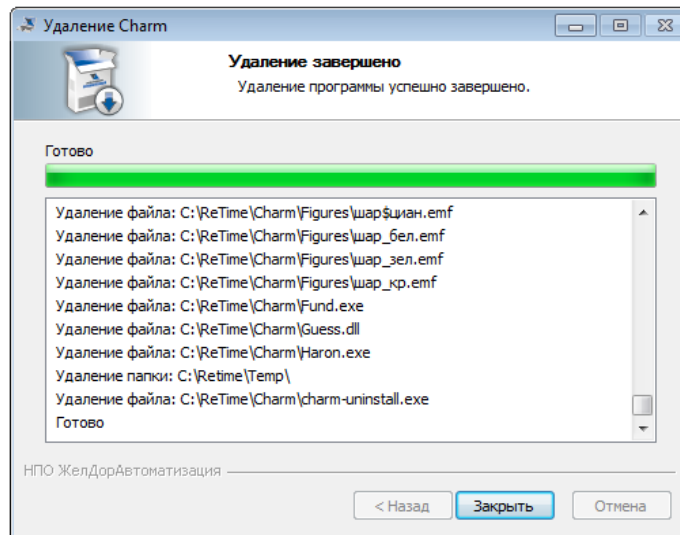 Удаление Charm
Удаление завершено
Удаление программы успешно завершено.
Готово
Удаление файла: C:\ReTime\Charm\Figures\шар$циан.emf
Удаление файла: C:\ReTime\Charm\Figures\шар_бел.emf
Удаление файла: C:\ReTime\Charm\Figures\шар_зел.emf
Удаление файла: C:\ReTime\Charm\Figures\шар_кр.emf
Удаление файла: C:\ReTime\Charm\Fund.exe
Удаление файла: C:\ReTime\Charm\Guess.dll
Удаление файла: C:\ReTime\Charm\Haron.exe
Удаление папки: C:\Retime\Temp\
Удаление файла: C:\ReTime\Charm\charm-uninstall.exe
Готово
НПО ЖелДорАвтоматизация
< Назад
Закрыть
Отмена